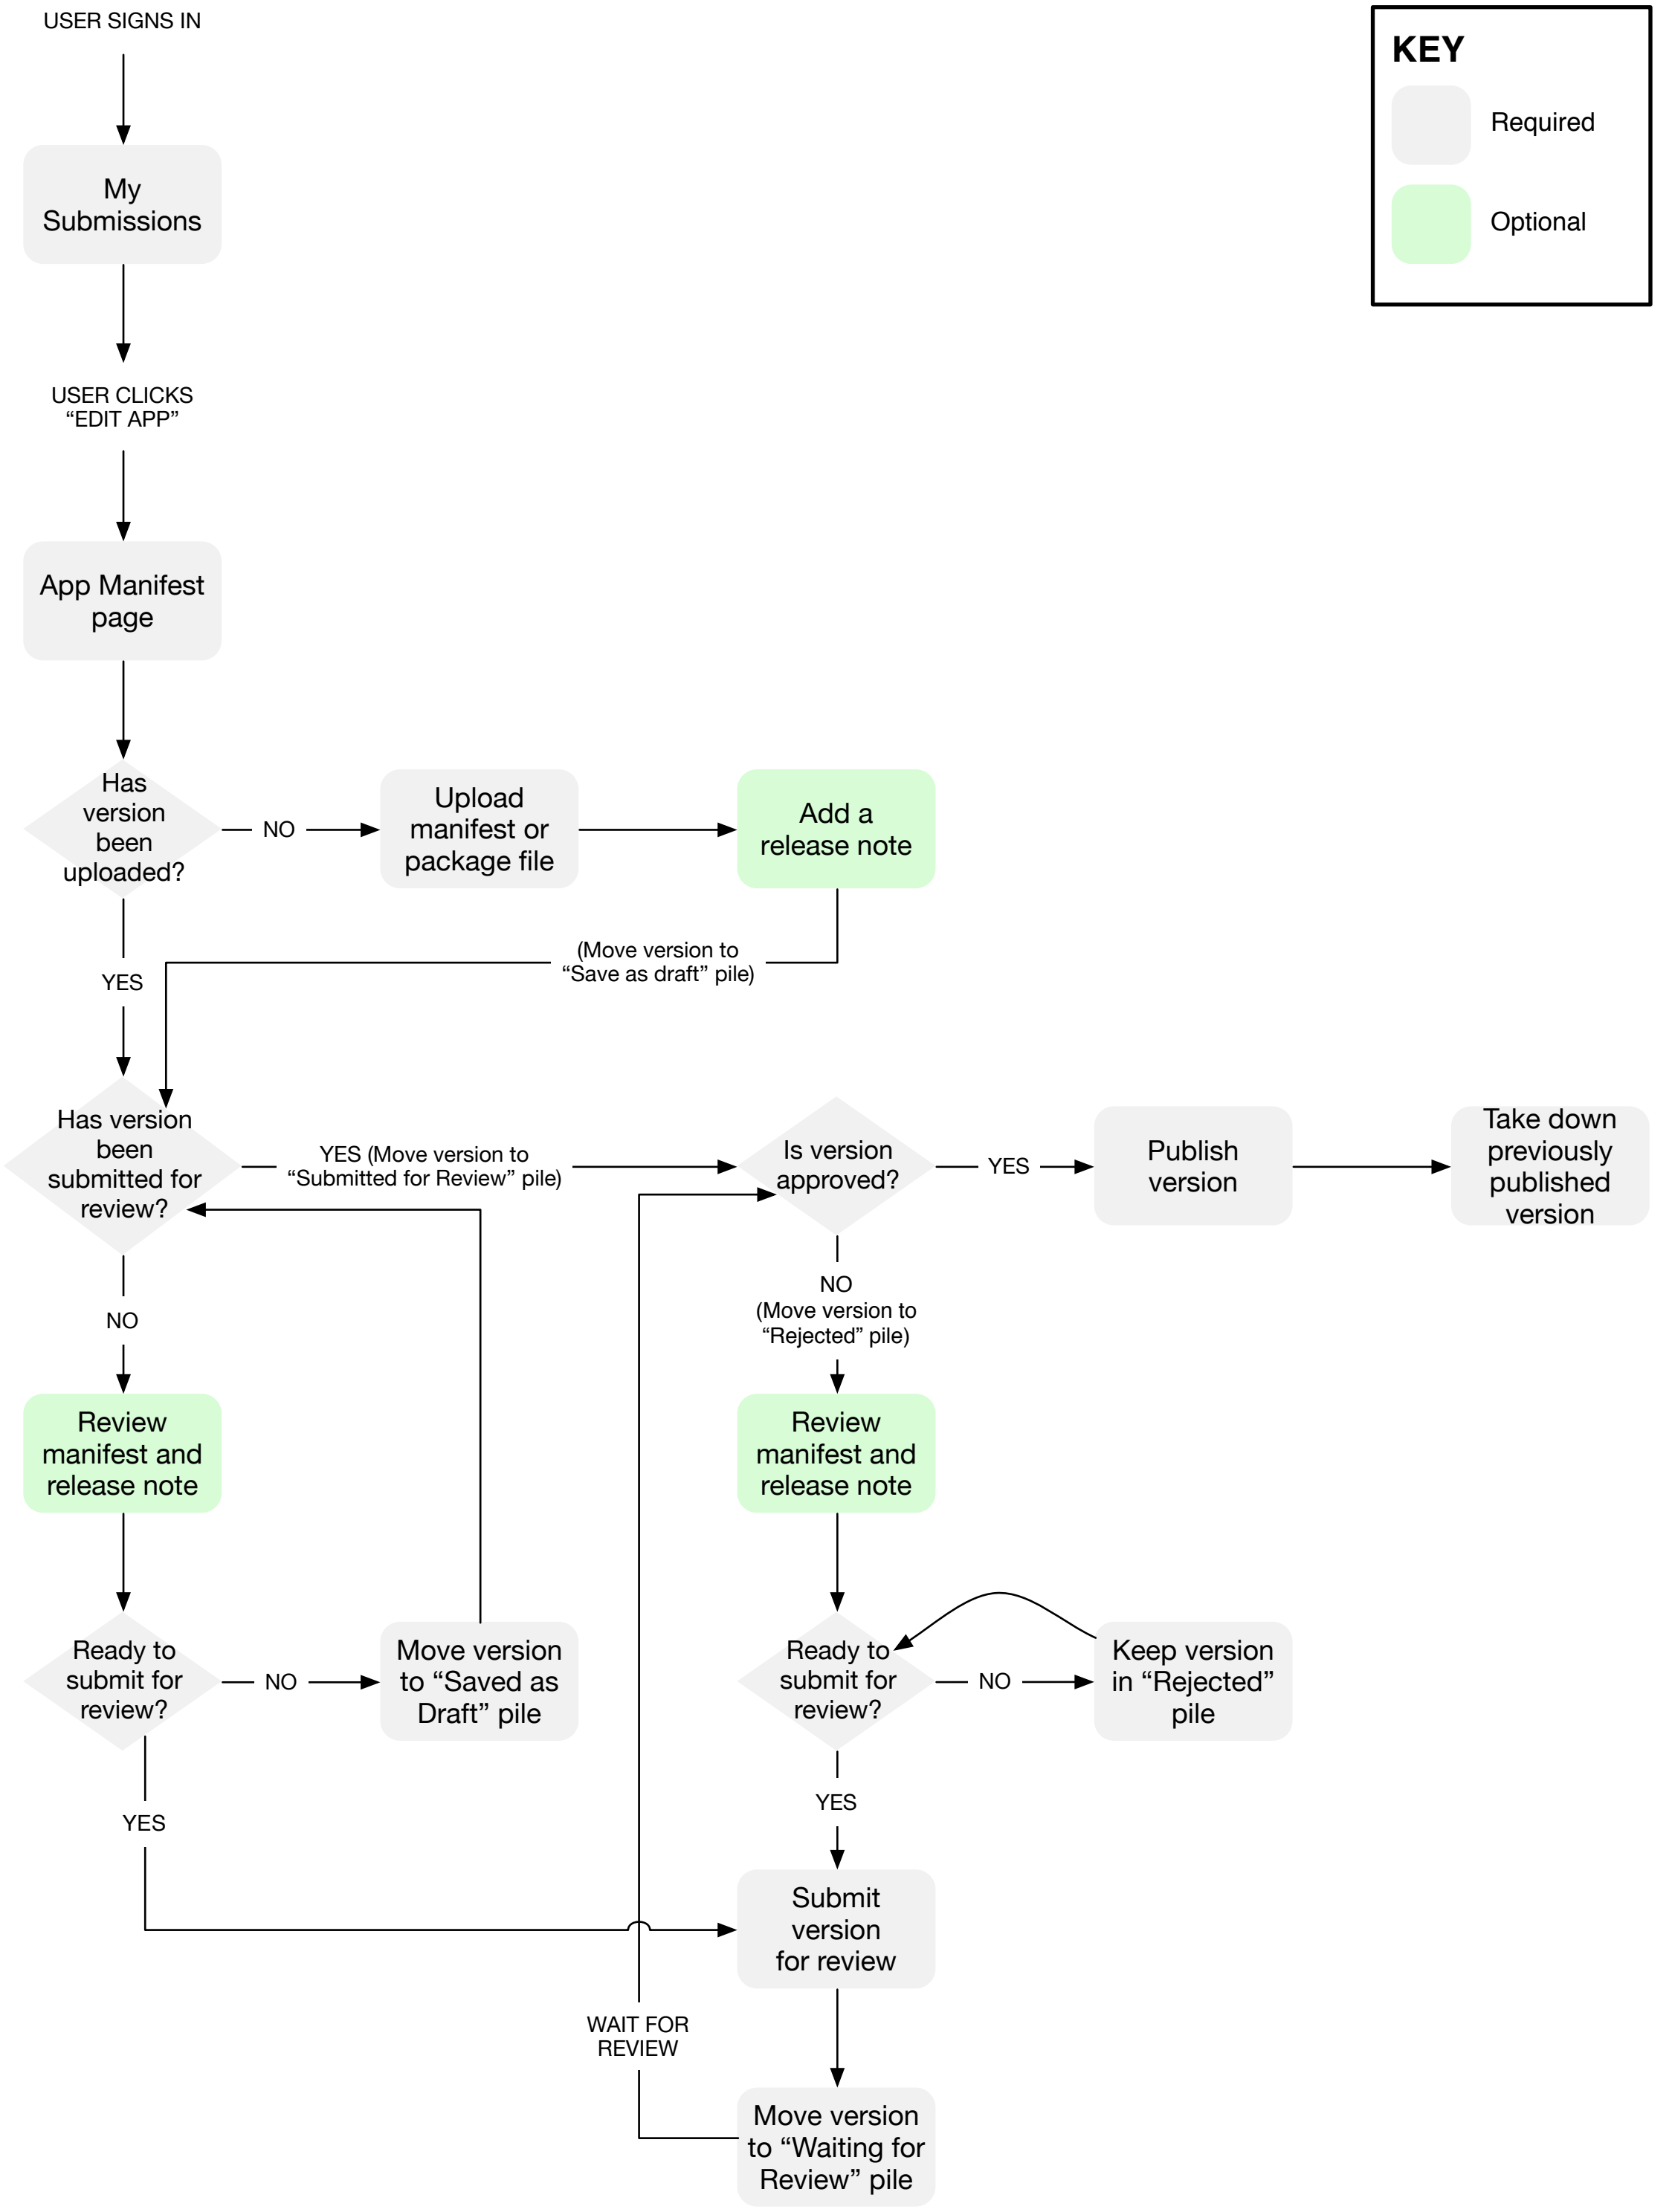 USER SIGNS IN
KEY
Required
Optional
My
Submissions
USER CLICKS
“EDIT APP”
App Manifest
page
Has
version
been
uploaded?
NO
Upload
manifest or
package file
Add a
release note
(Move version to
“Save as draft” pile)
YES
Has version
been
submitted for
review?
YES (Move version to
“Submitted for Review” pile)
Is version
approved?
YES
Publish
version
Take down
previously
published
version
NO
NO
(Move version to
“Rejected” pile)
Review
manifest and
release note
Review
manifest and
release note
Ready to
submit for
review?
NO
Move version
to “Saved as
Draft” pile
Ready to
submit for
review?
NO
Keep version
in “Rejected”
pile
YES
YES
Submit
version
for review
WAIT FOR
REVIEW
Move version
to “Waiting for
Review” pile